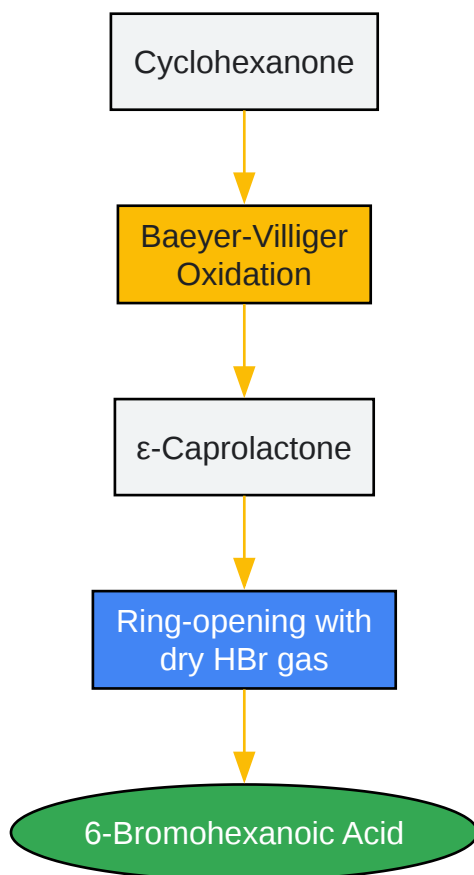 Cyclohexanone
Baeyer-Villiger
Oxidation
ε-Caprolactone
Ring-opening with
dry HBr gas
6-Bromohexanoic Acid